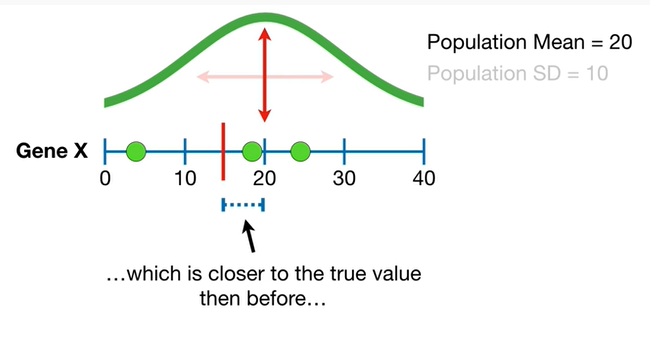 Population Mean = 20
Population SD = 10
Gene X
0 10 20 30 40
…which is closer to the true value
then before…